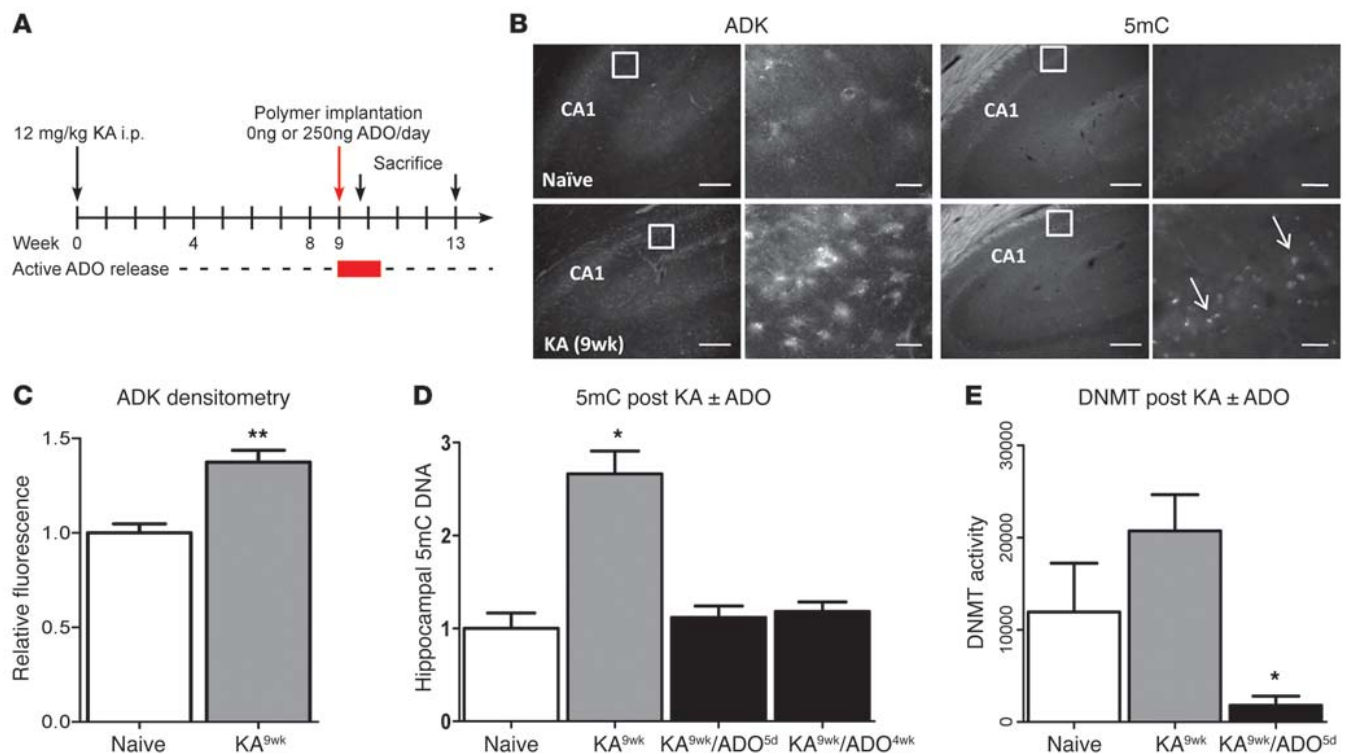 A
12 mg/kg KA i.p.
Polymer implantation
0ng or 250ng ADO/day
Sacrifice
Week 0 4 8 9 13
Active ADO release
B
ADK 5mC
CA1
Naïve
CA1
CA1
KA (9wk)
CA1
C
ADK densitometry
Relative fluorescence
1.5
1.0
0.5
0.0
**
Naive KA9wk
D
5mC post KA ± ADO
Hippocampal 5mC DNA
3
2
1
0
*
Naive KA9wk KA9wk/ADO5d KA9wk/ADO4wk
E
DNMT post KA ± ADO
DNMT activity
30000
20000
10000
0
*
Naive KA9wk KA9wk/ADO5d